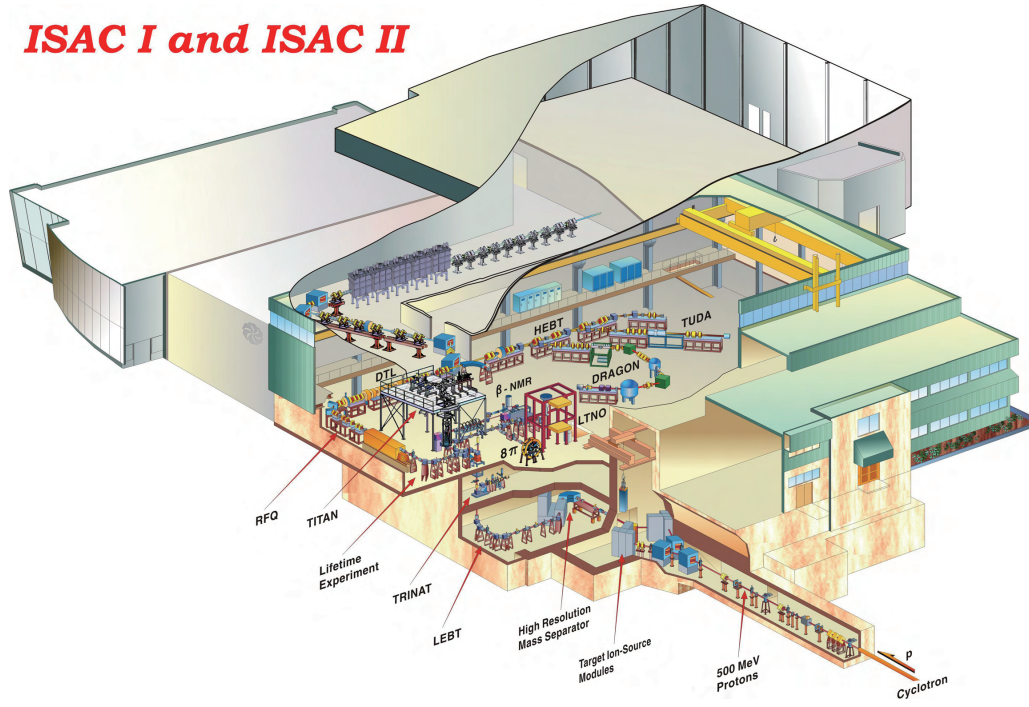 ISAC I and ISAC II
HEBT
TUDA
DRAGON
DTL
β - NMR
LTNO
8π
RFQ
TITAN
Lifetime
Experiment
TRINAT
LEBT
High Resolution
Mass Separator
Target Ion-Source
Modules
500 MeV
Protons
p
Cyclotron